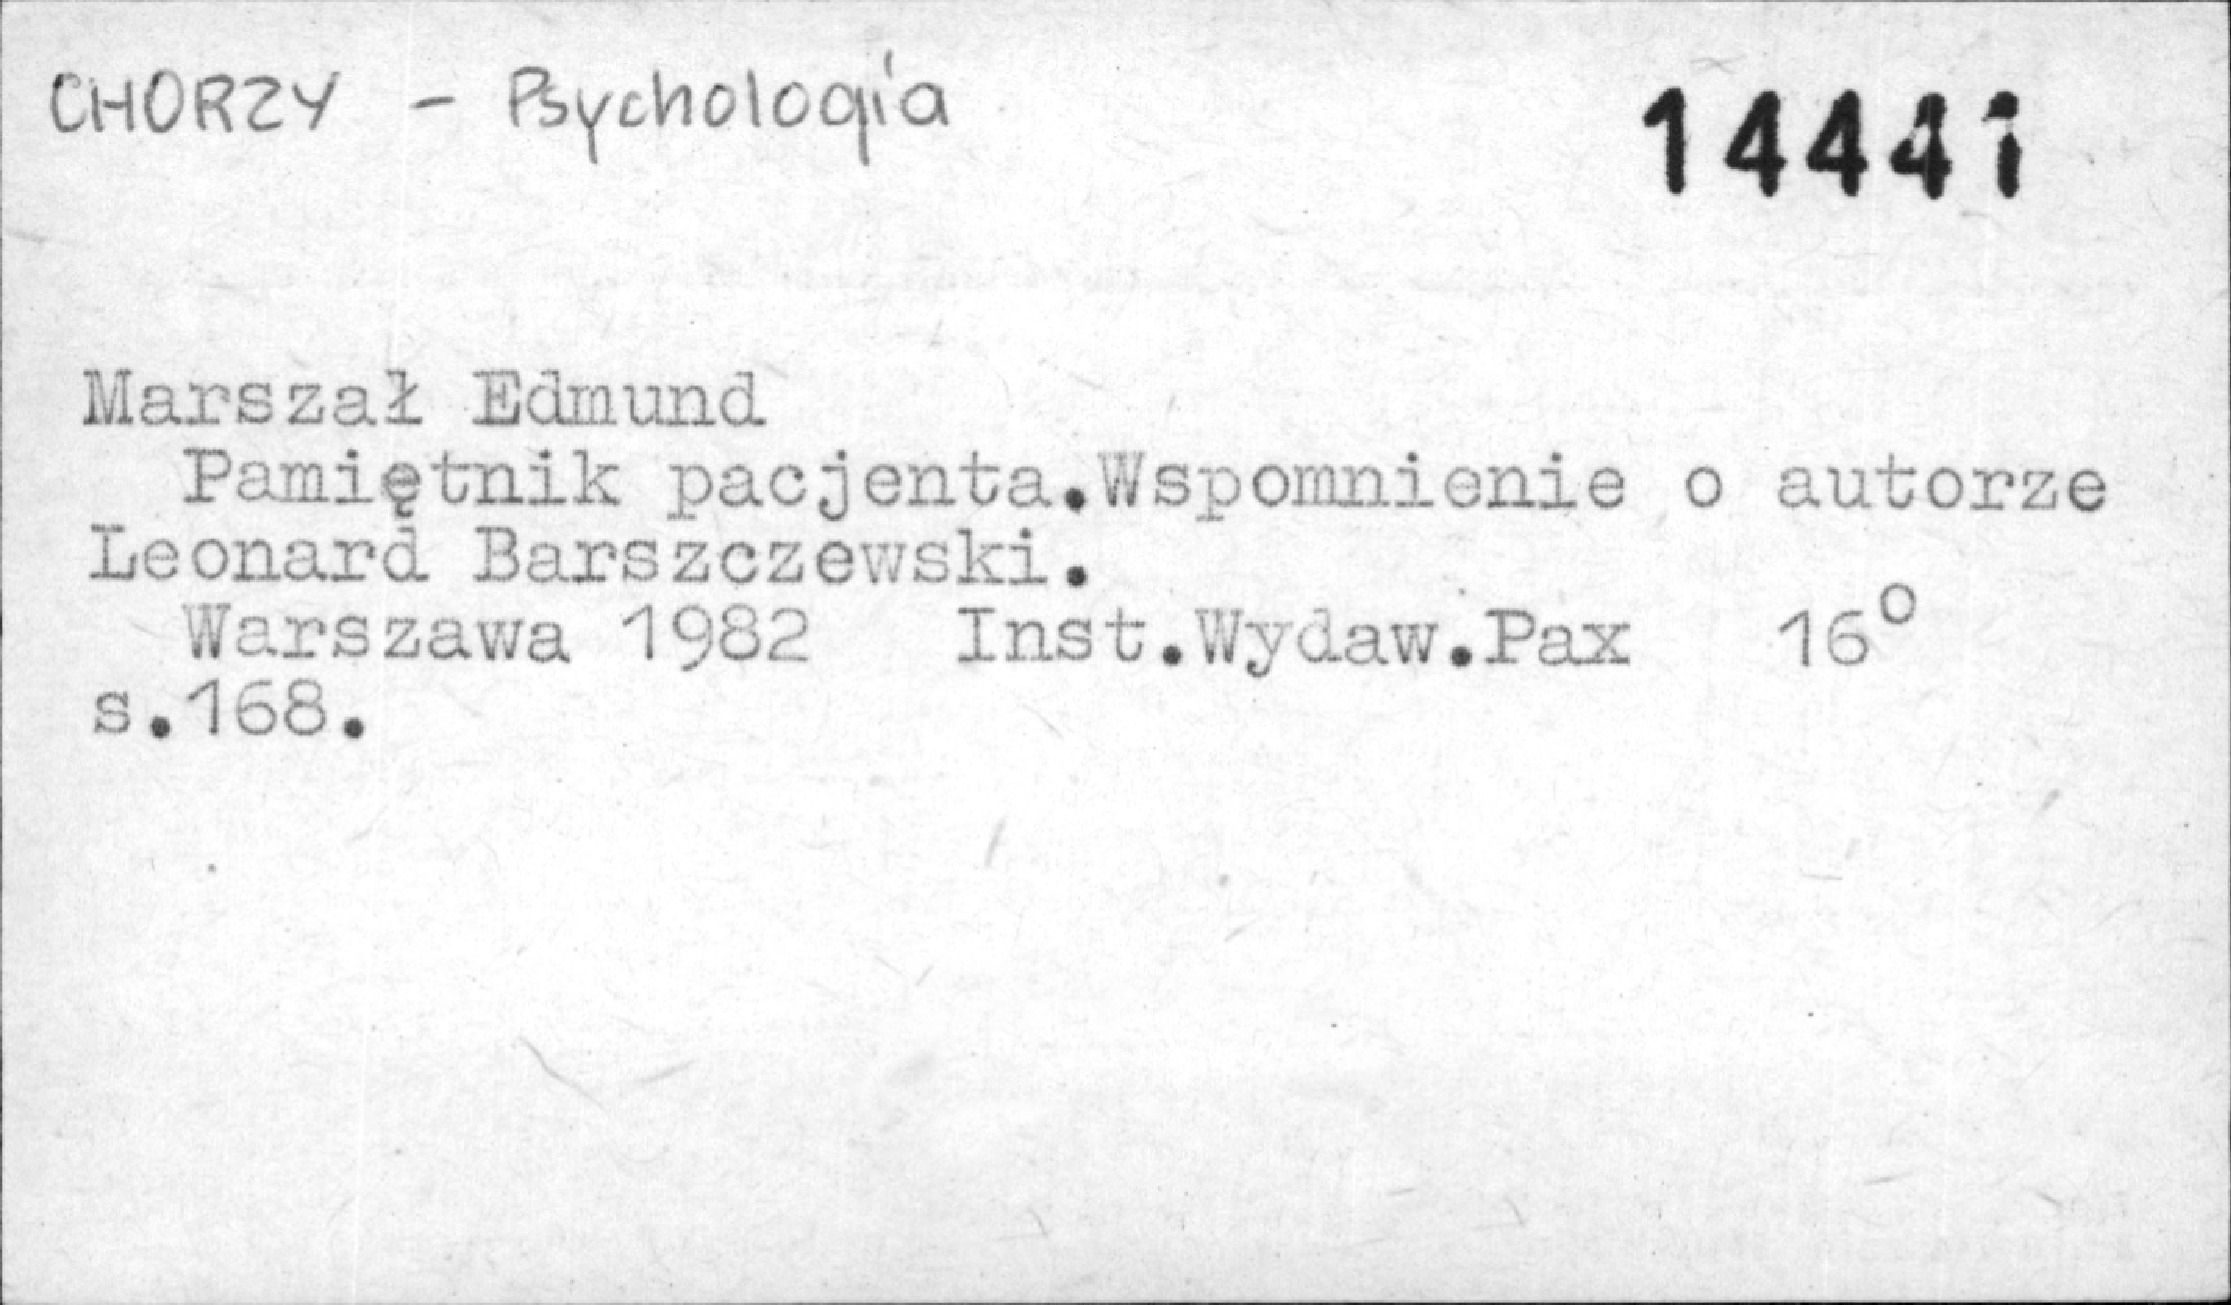 CHORZY - Psychologia
14441
Marszał Edmund
Pamiętnik pacjenta.Wspomnienie o autorze
Leonard Barszczewski.
Warszawa 1982 Inst.Wydaw.Pax 16°
s.168.